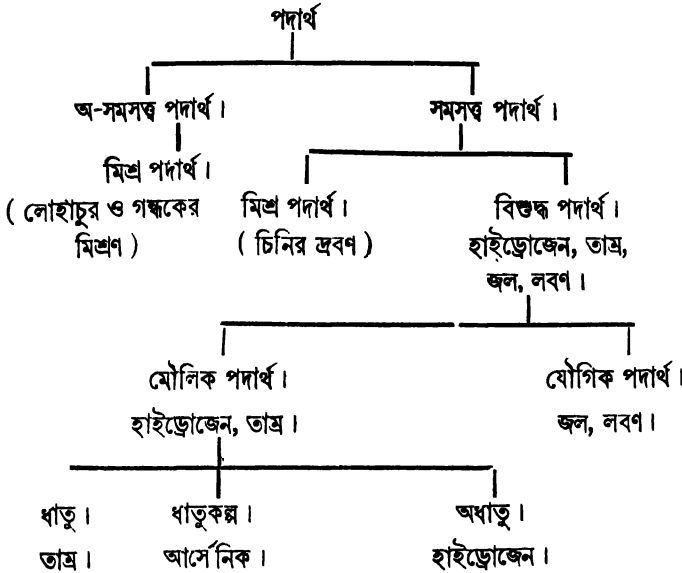 পদার্থ
অ-সমসত্ত্ব পদার্থ। সমসত্ত্ব পদার্থ।
মিশ্র পদার্থ।
(লোহাচুর ও গন্ধকের
মিশ্রণ)
মিশ্র পদার্থ।
(চিনির দ্রবণ)
বিশুদ্ধ পদার্থ।
হাইড্রোজেন, তাম্র,
জল, লবণ।
মৌলিক পদার্থ।
হাইড্রোজেন, তাম্র।
যৌগিক পদার্থ।
জল, লবণ।
ধাতু।
তাম্র।
ধাতুকল্প।
আর্সেনিক।
অধাতু।
হাইড্রোজেন।